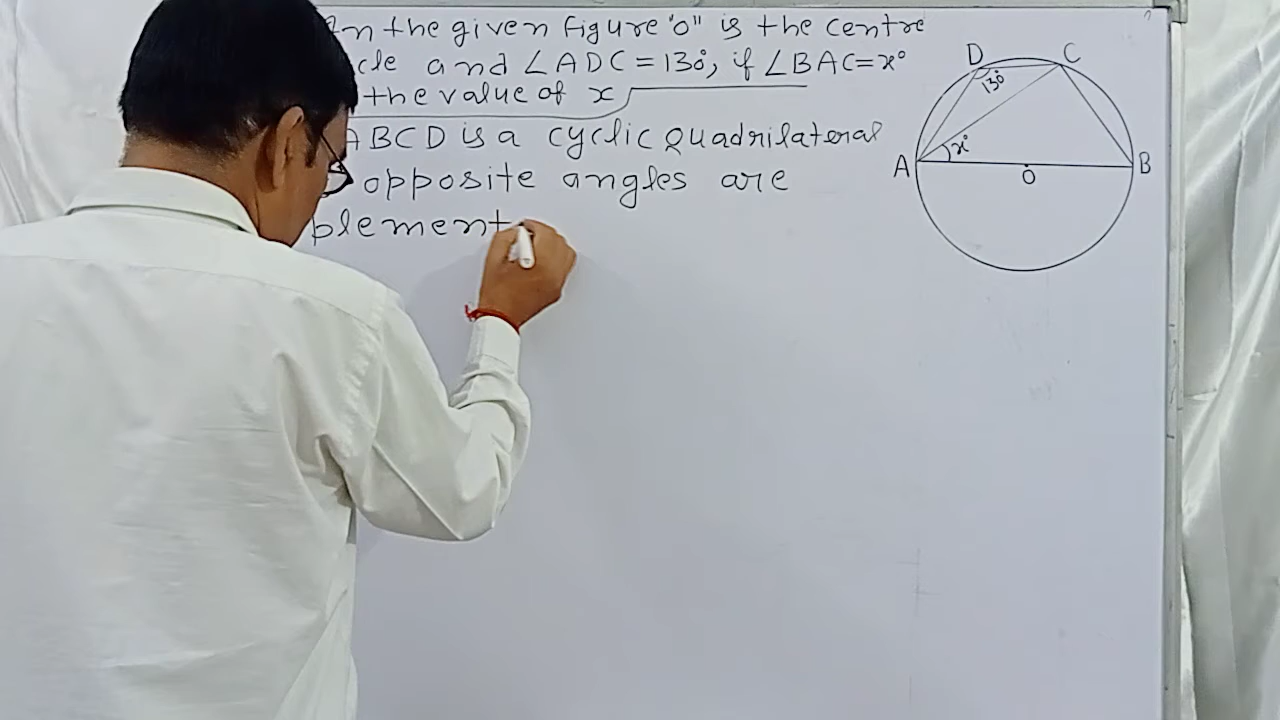 In the given figure "O" is the centre
cle and ∠ADC = 130°, if ∠BAC = x°
the value of x
ABCD is a cyclic quadrilateral
opposite angles are
plement
D C
130°
x°
A B
O